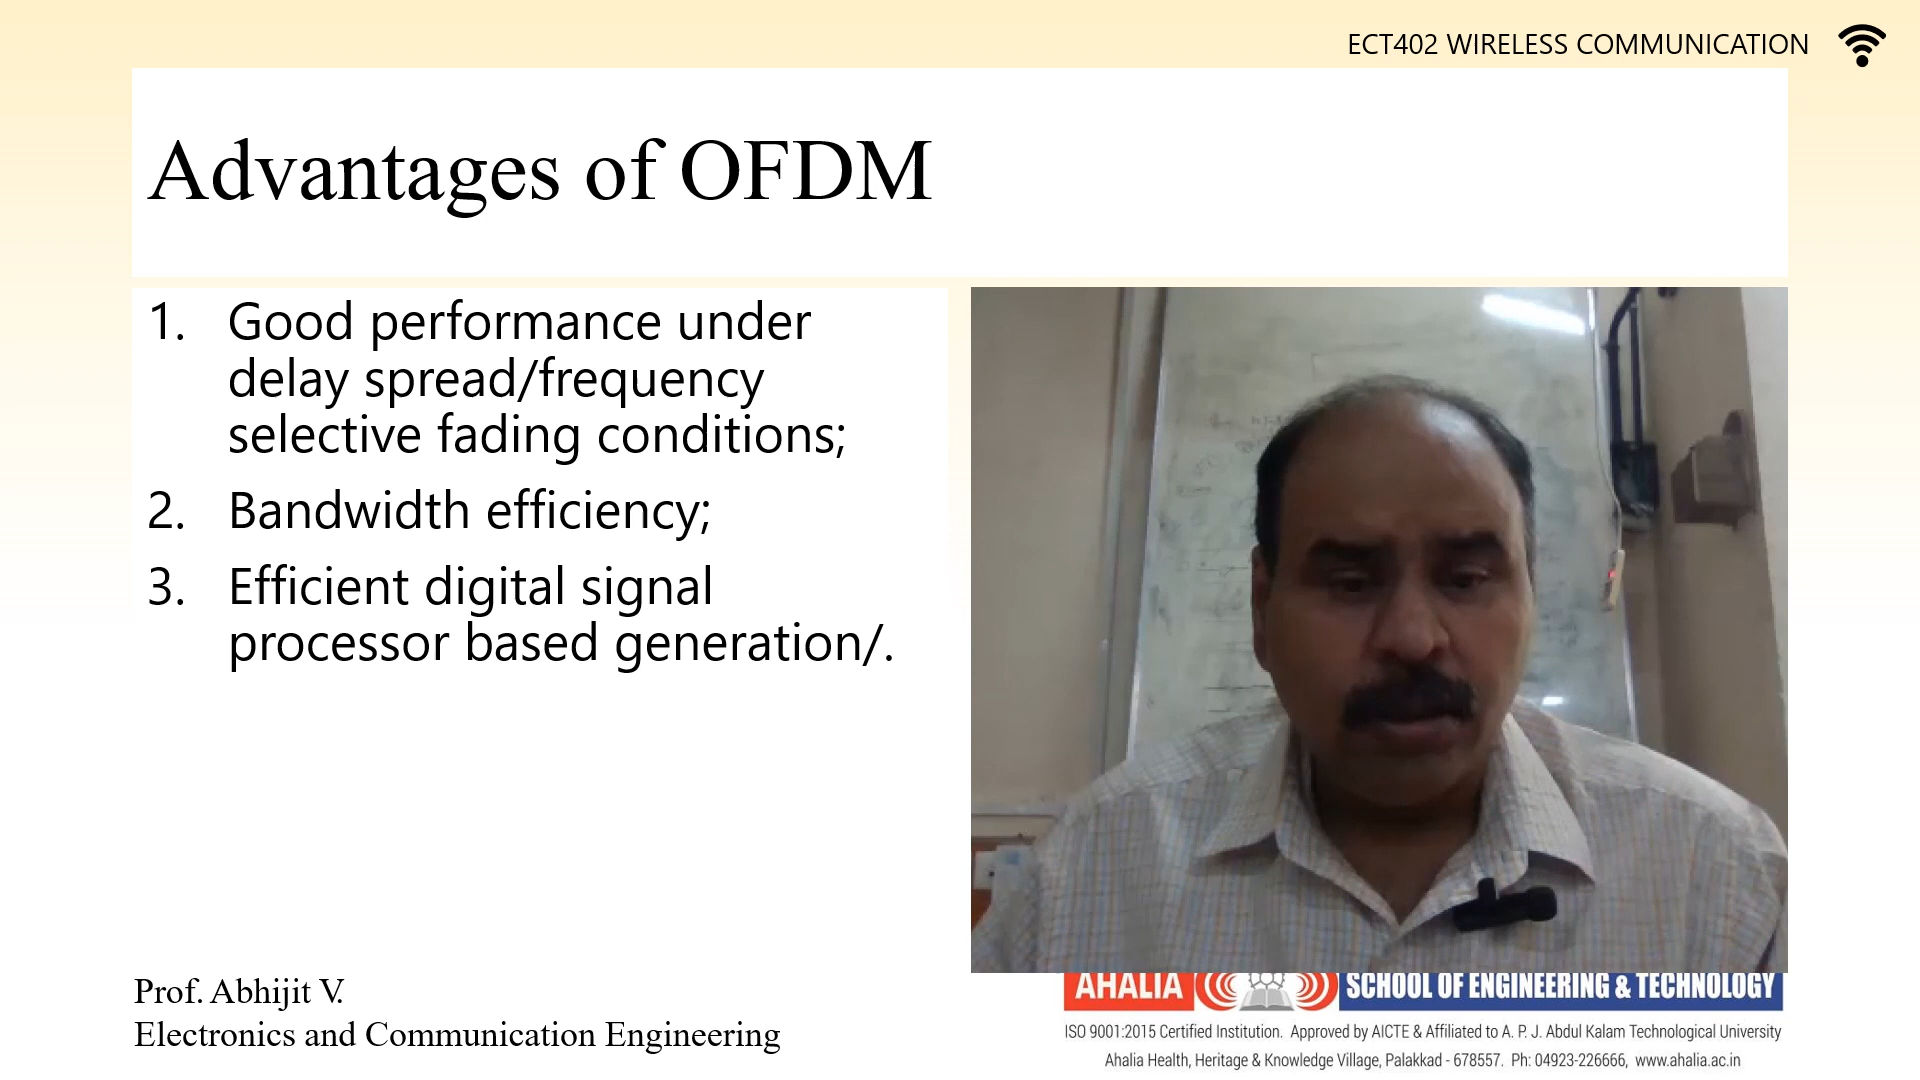 ECT402 WIRELESS COMMUNICATION
Advantages of OFDM
1. Good performance under
delay spread/frequency
selective fading conditions;
2. Bandwidth efficiency;
3. Efficient digital signal
processor based generation/.
Prof. Abhijit V.
Electronics and Communication Engineering
AHALIA SCHOOL OF ENGINEERING & TECHNOLOGY
ISO 9001:2015 Certified Institution. Approved by AICTE & Affiliated to A. P. J. Abdul Kalam Technological University
Ahalia Health, Heritage & Knowledge Village, Palakkad - 678557. Ph: 04923-226666, www.ahalia.ac.in